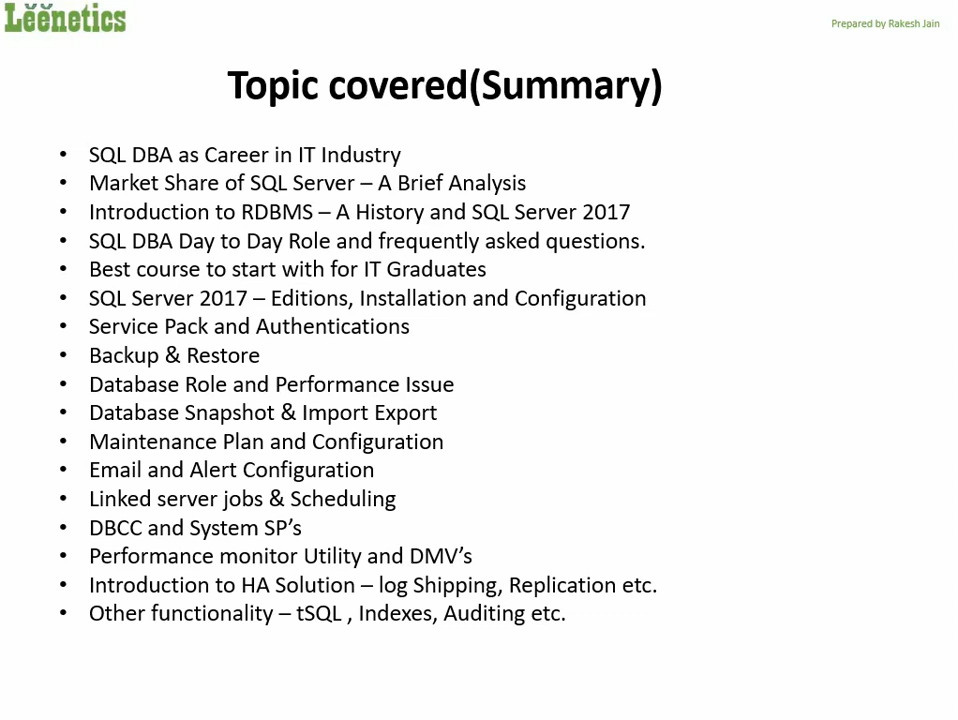 Lĕĕnetics
Prepared by Rakesh Jain
Topic covered(Summary)
• SQL DBA as Career in IT Industry
• Market Share of SQL Server – A Brief Analysis
• Introduction to RDBMS – A History and SQL Server 2017
• SQL DBA Day to Day Role and frequently asked questions.
• Best course to start with for IT Graduates
• SQL Server 2017 – Editions, Installation and Configuration
• Service Pack and Authentications
• Backup & Restore
• Database Role and Performance Issue
• Database Snapshot & Import Export
• Maintenance Plan and Configuration
• Email and Alert Configuration
• Linked server jobs & Scheduling
• DBCC and System SP’s
• Performance monitor Utility and DMV’s
• Introduction to HA Solution – log Shipping, Replication etc.
• Other functionality – tSQL , Indexes, Auditing etc.